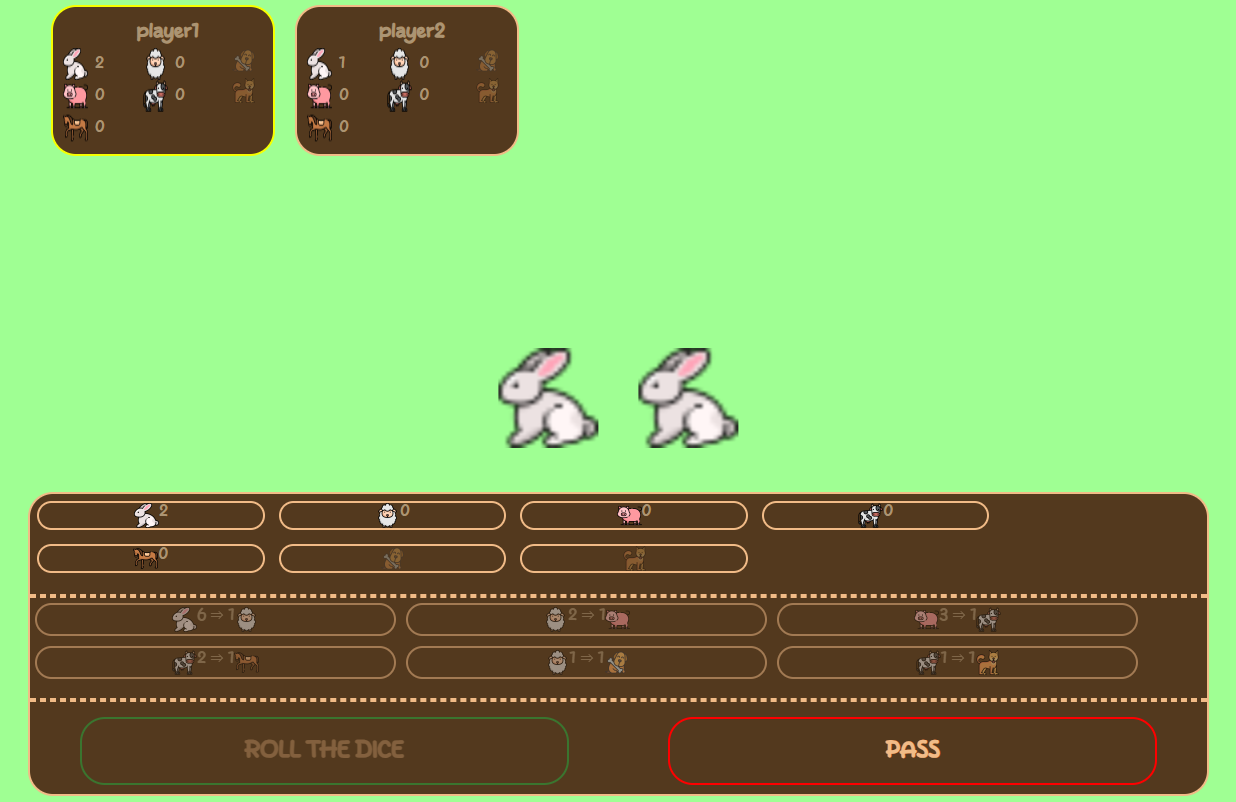 player1 player2
2 0 1 0
0 0 0 0
0 0
2 0 0 0
0
6 ⇒ 1 2 ⇒ 1 3 ⇒ 1
2 ⇒ 1 1 ⇒ 1 1 ⇒ 1
ROLL THE DICE PASS